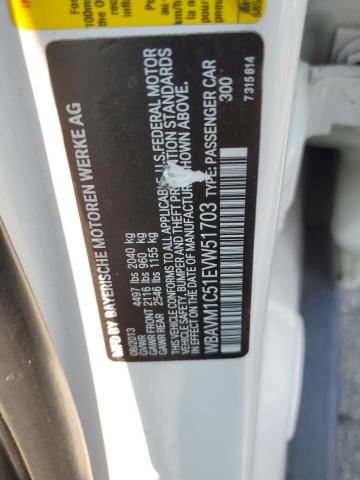 MFD BY BAYERISCHE MOTOREN WERKE AG
08/2013
GVWR 4497 lbs 2040 kg
GAWR FRONT 2116 lbs 960 kg
GAWR REAR 2546 lbs 1155 kg
THIS VEHICLE CONFORMS TO ALL APPLICABLE U.S. FEDERAL MOTOR
VEHICLE SAFETY, BUMPER AND THEFT PREVENTION STANDARDS
IN EFFECT ON THE DATE OF MANUFACTURE SHOWN ABOVE.
WBAVM1C51EVW51703 TYPE: PASSENGER CAR
300
7315814